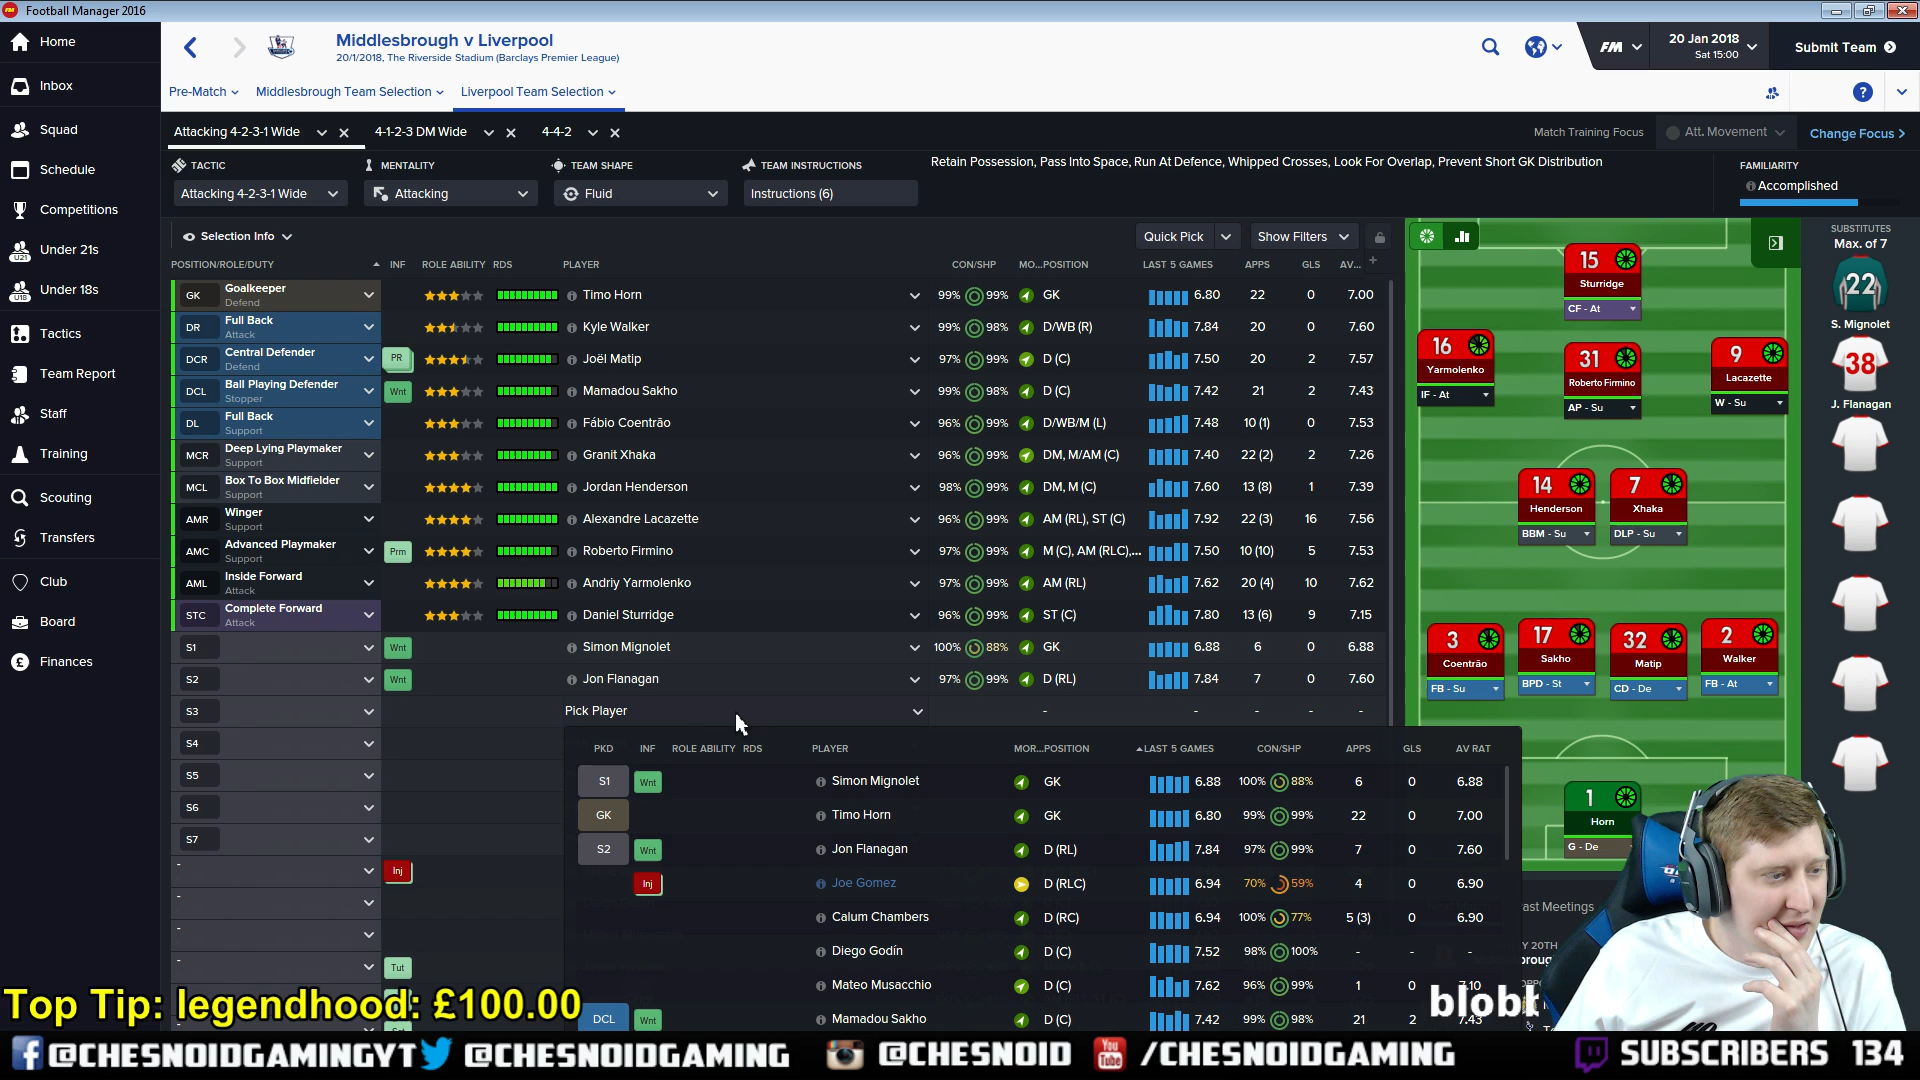 Football Manager 2016
Home
Inbox
Squad
Schedule
Competitions
Under 21s
Under 18s
Tactics
Team Report
Staff
Training
Scouting
Transfers
Club
Board
Finances
Middlesbrough v Liverpool
20/1/2018, The Riverside Stadium (Barclays Premier League)
FM
20 Jan 2018
Sat 15:00
Submit Team
Pre-Match
Middlesbrough Team Selection
Liverpool Team Selection
Attacking 4-2-3-1 Wide
4-1-2-3 DM Wide
4-4-2
Match Training Focus
Att. Movement
Change Focus >
TACTIC
MENTALITY
TEAM SHAPE
TEAM INSTRUCTIONS
Attacking 4-2-3-1 Wide
Attacking
Fluid
Instructions (6)
Retain Possession, Pass Into Space, Run At Defence, Whipped Crosses, Look For Overlap, Prevent Short GK Distribution
FAMILIARITY
Accomplished
Selection Info
Quick Pick
Show Filters
POSITION/ROLE/DUTY INF ROLE ABILITY RDS PLAYER CON/SHP MO... POSITION LAST 5 GAMES APPS GLS AV...
GK Goalkeeper Defend Timo Horn 99% 99% GK 6.80 22 0 7.00
DR Full Back Attack Kyle Walker 99% 98% D/WB (R) 7.84 20 0 7.60
DCR Central Defender Defend PR Joël Matip 97% 99% D (C) 7.50 20 2 7.57
DCL Ball Playing Defender Stopper Wnt Mamadou Sakho 99% 98% D (C) 7.42 21 2 7.43
DL Full Back Support Fábio Coentrão 96% 99% D/WB/M (L) 7.48 10 (1) 0 7.53
MCR Deep Lying Playmaker Support Granit Xhaka 96% 99% DM, M/AM (C) 7.40 22 (2) 2 7.26
MCL Box To Box Midfielder Support Jordan Henderson 98% 99% DM, M (C) 7.60 13 (8) 1 7.39
AMR Winger Support Alexandre Lacazette 96% 99% AM (RL), ST (C) 7.92 22 (3) 16 7.56
AMC Advanced Playmaker Support Prm Roberto Firmino 97% 99% M (C), AM (RLC),... 7.50 10 (10) 5 7.53
AML Inside Forward Attack Andriy Yarmolenko 97% 99% AM (RL) 7.62 20 (4) 10 7.62
STC Complete Forward Attack Daniel Sturridge 96% 99% ST (C) 7.80 13 (6) 9 7.15
S1 Wnt Simon Mignolet 100% 88% GK 6.88 6 0 6.88
S2 Wnt Jon Flanagan 97% 99% D (RL) 7.84 7 0 7.60
S3 Pick Player - - - - -
S4
S5
S6
S7
- Inj
-
-
- Tut
PKD INF ROLE ABILITY RDS PLAYER MOR... POSITION LAST 5 GAMES CON/SHP APPS GLS AV RAT
S1 Wnt Simon Mignolet GK 6.88 100% 88% 6 0 6.88
GK Timo Horn GK 6.80 99% 99% 22 0 7.00
S2 Wnt Jon Flanagan D (RL) 7.84 97% 99% 7 0 7.60
Inj Joe Gomez D (RLC) 6.94 70% 59% 4 0 6.90
Calum Chambers D (RC) 6.94 100% 77% 5 (3) 0 6.90
Diego Godín D (C) 7.52 98% 100% - - -
Mateo Musacchio D (C) 7.62 96% 99% 1 0 7.10
DCL Wnt Mamadou Sakho D (C) 7.42 99% 98% 21 2 7.43
15
Sturridge
CF - At
16
Yarmolenko
IF - At
31
Roberto Firmino
AP - Su
9
Lacazette
W - Su
14
Henderson
BBM - Su
7
Xhaka
DLP - Su
3
Coentrão
FB - Su
17
Sakho
BPD - St
32
Matip
CD - De
2
Walker
FB - At
1
Horn
G - De
SUBSTITUTES
Max. of 7
22
S. Mignolet
38
J. Flanagan
ast Meetings
Y 20TH
broug
Top Tip: legendhood: £100.00
blobb
@CHESNOIDGAMINGYT
@CHESNOIDGAMING
@CHESNOID
/CHESNOIDGAMING
SUBSCRIBERS 134